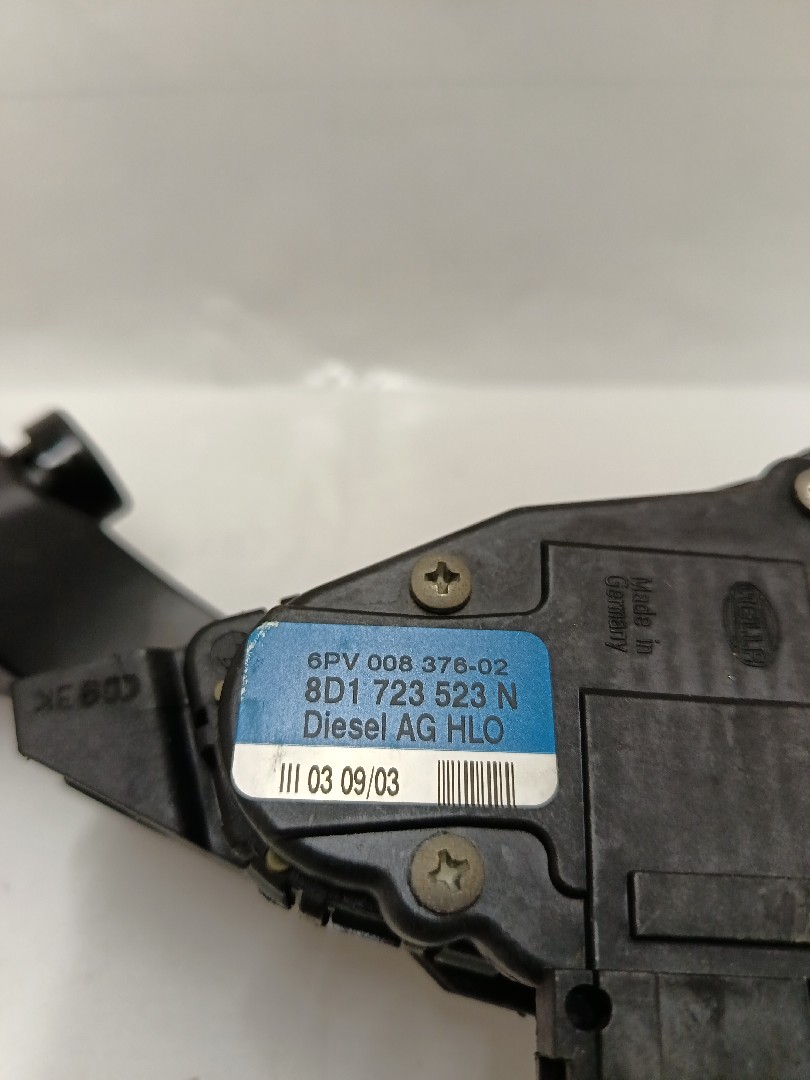 6PV 008 376-02
8D1 723 523 N
Diesel AG HLO
III 03 09/03
Made in
Germany
HELLA